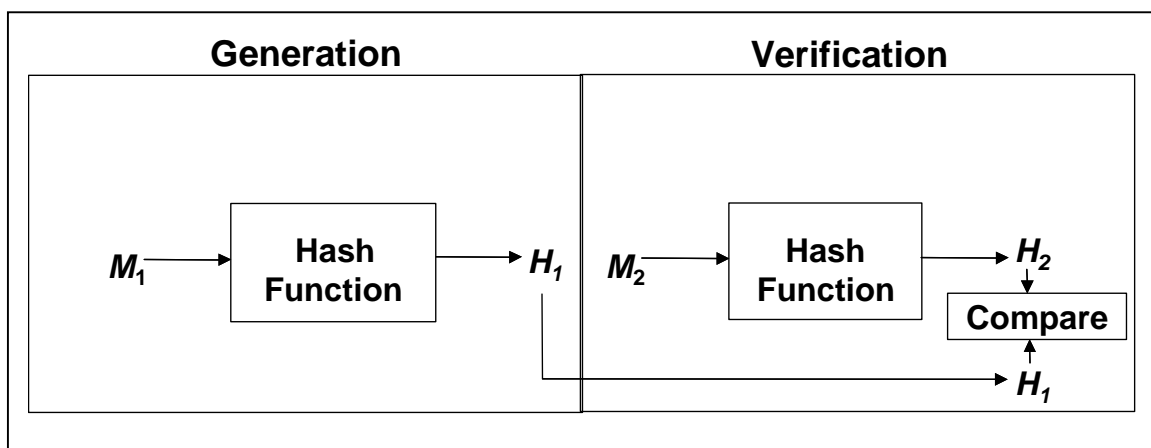 Generation
Verification
M₁
Hash
Function
H₁
M₂
Hash
Function
H₂
Compare
H₁